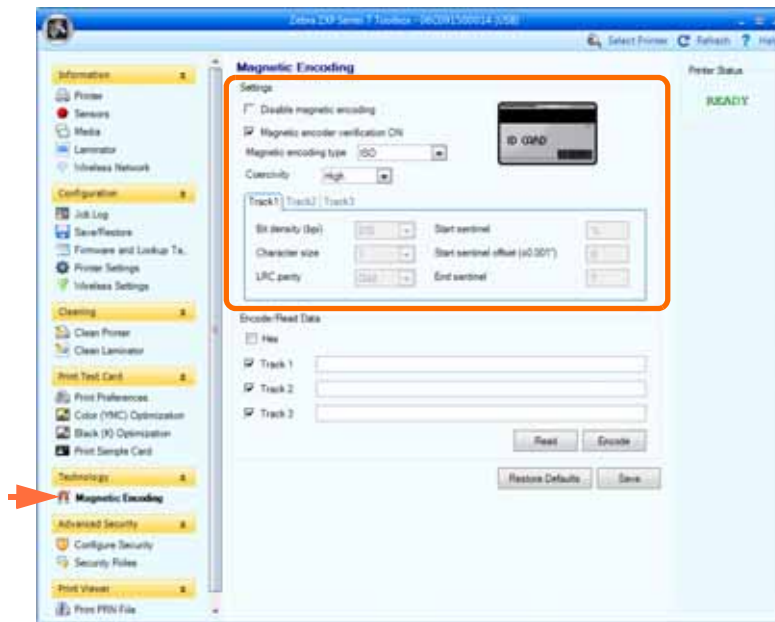 Zebra ZXP Series 7 Toolbox - 06C091500014 (USB)
Select Printer Refresh ? Help
Information
Printer
Sensors
Media
Laminator
Wireless Network
Configuration
Job Log
Save/Restore
Firmware and Lookup Ta..
Printer Settings
Wireless Settings
Cleaning
Clean Printer
Clean Laminator
Print Test Card
Print Preferences
Color (YMC) Optimization
Black (K) Optimization
Print Sample Card
Technology
Magnetic Encoding
Advanced Security
Configure Security
Security Roles
Print Viewer
Print PRN File
Magnetic Encoding
Settings
Disable magnetic encoding
Magnetic encoder verification ON
Magnetic encoding type ISO
Coercivity High
ID CARD
Track1 Track2 Track3
Bit density (bpi) Start sentinel %
Character size Start sentinel offset (±0.001")
LRC parity End sentinel ?
Encode/Read Data
Hex
Track 1
Track 2
Track 3
Read Encode
Restore Defaults Save
Printer Status
READY